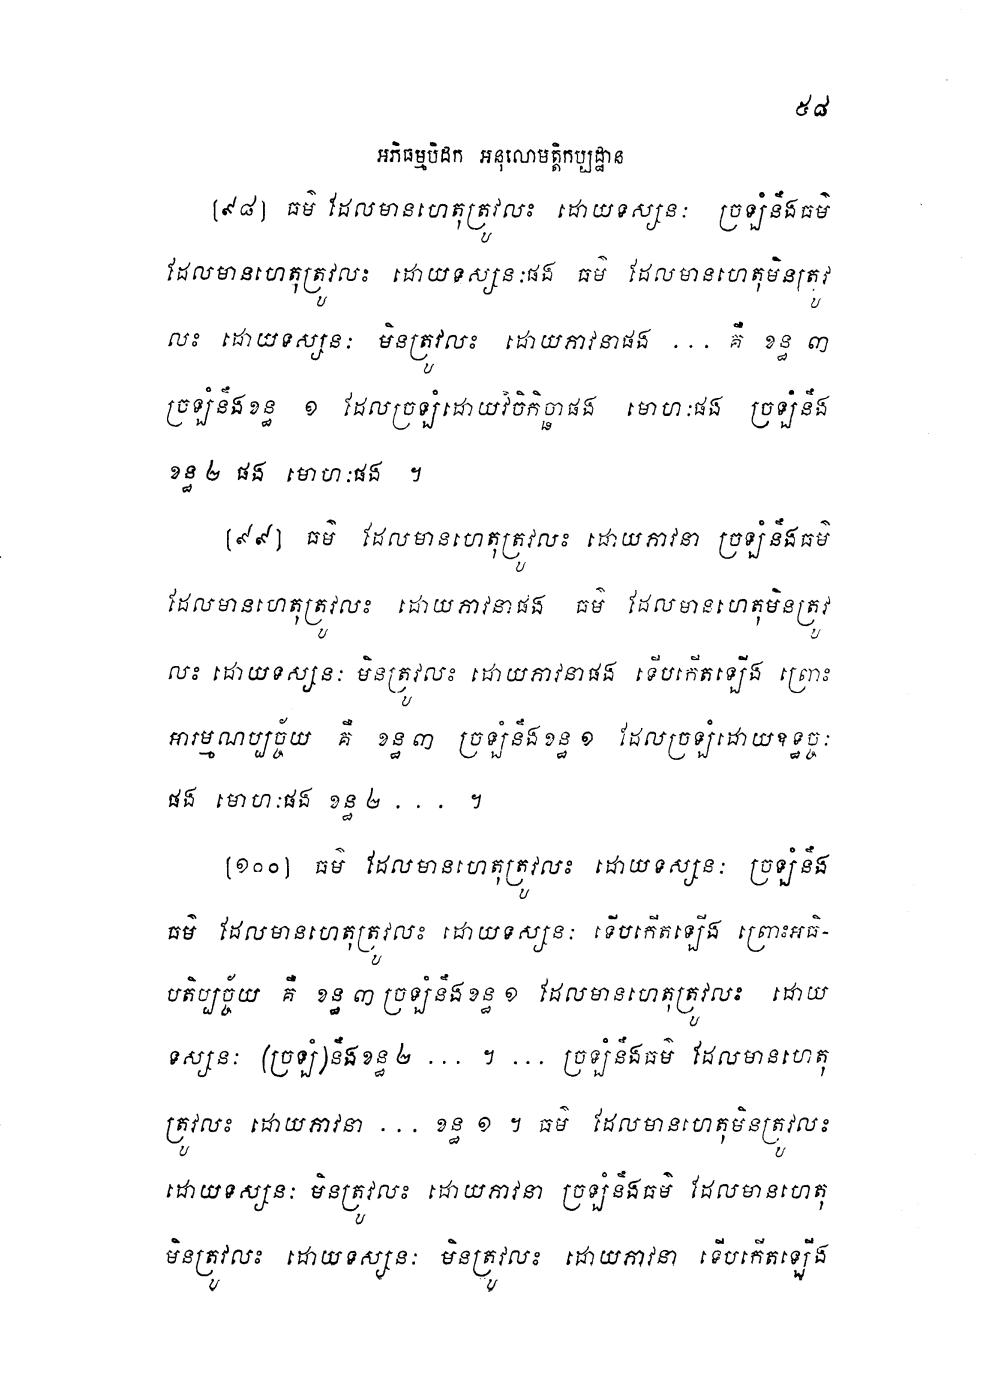 ៥៨
អភិធម្មបិដក អនុលោមត្តិកប្បដ្ឋាន
[៩៨] ធម៌ ដែលមានហេតុត្រូវលះ ដោយទស្សនៈ ច្រឡំនឹងធម៌
ដែលមានហេតុត្រូវលះ ដោយទស្សនៈផង ធម៌ ដែលមានហេតុមិនត្រូវ
លះ ដោយទស្សនៈ មិនត្រូវលះ ដោយភាវនាផង ... គឺ ខន្ធ ៣
ច្រឡំនឹងខន្ធ ១ ដែលច្រឡំដោយវិចិកិច្ឆាផង មោហៈផង ច្រឡំនឹង
ខន្ធ ២ ផង មោហៈផង ។
[៩៩] ធម៌ ដែលមានហេតុត្រូវលះ ដោយភាវនា ច្រឡំនឹងធម៌
ដែលមានហេតុត្រូវលះ ដោយភាវនាផង ធម៌ ដែលមានហេតុមិនត្រូវ
លះ ដោយទស្សនៈ មិនត្រូវលះ ដោយភាវនាផង ទើបកើតឡើង ព្រោះ
អារម្មណប្បច្ច័យ គឺ ខន្ធ ៣ ច្រឡំនឹងខន្ធ ១ ដែលច្រឡំដោយឧទ្ធច្ចៈ
ផង មោហៈផង ខន្ធ ២ ... ។
[១០០] ធម៌ ដែលមានហេតុត្រូវលះ ដោយទស្សនៈ ច្រឡំនឹង
ធម៌ ដែលមានហេតុត្រូវលះ ដោយទស្សនៈ ទើបកើតឡើង ព្រោះអធិ-
បតិប្បច្ច័យ គឺ ខន្ធ ៣ ច្រឡំនឹងខន្ធ ១ ដែលមានហេតុត្រូវលះ ដោយ
ទស្សនៈ (ច្រឡំ)នឹងខន្ធ ២ ... ។ ... ច្រឡំនឹងធម៌ ដែលមានហេតុ
ត្រូវលះ ដោយភាវនា ... ខន្ធ ១ ។ ធម៌ ដែលមានហេតុមិនត្រូវលះ
ដោយទស្សនៈ មិនត្រូវលះ ដោយភាវនា ច្រឡំនឹងធម៌ ដែលមានហេតុ
មិនត្រូវលះ ដោយទស្សនៈ មិនត្រូវលះ ដោយភាវនា ទើបកើតឡើង